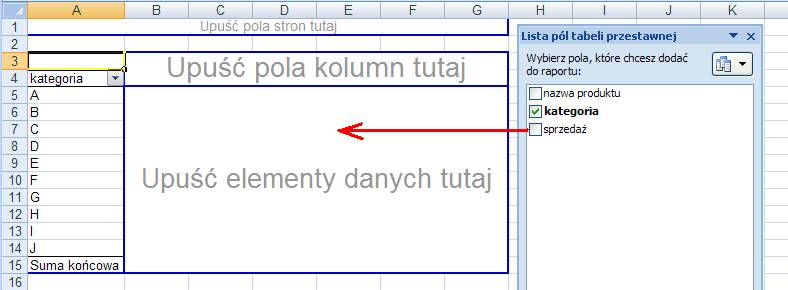 A B C D E F G H I J K
1 Upuść pola stron tutaj
2
3 Upuść pola kolumn tutaj
4 kategoria
5 A
6 B
7 C
8 D
9 E
10 F
11 G
12 H
13 I
14 J
15 Suma końcowa
16
Upuść elementy danych tutaj
Lista pól tabeli przestawnej
Wybierz pola, które chcesz dodać
do raportu:
nazwa produktu
kategoria
sprzedaż